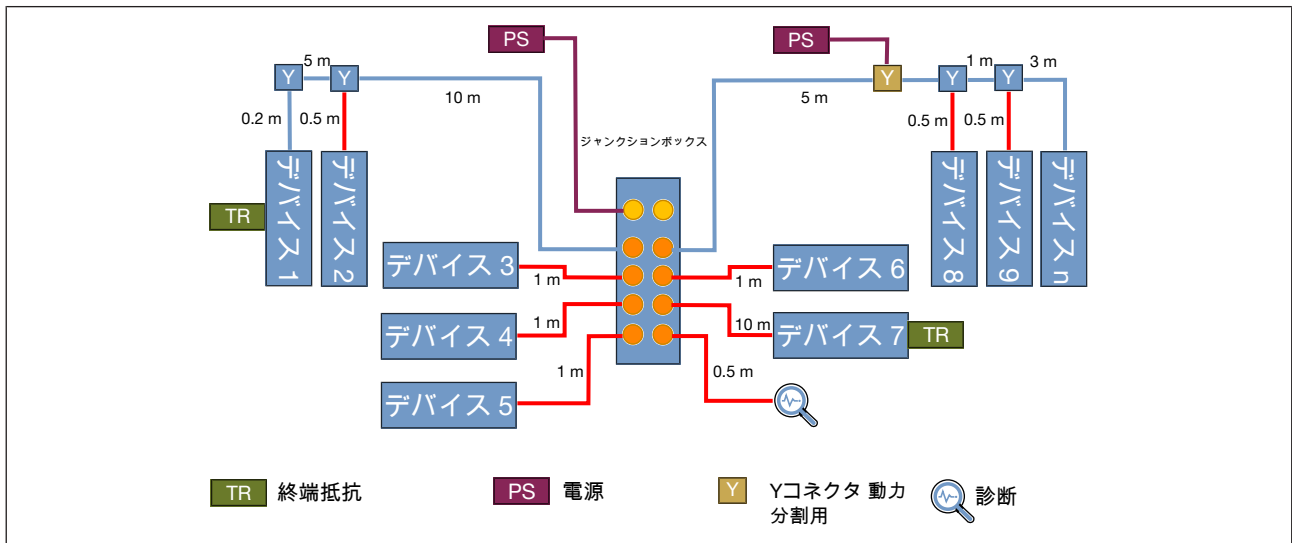 PS
PS
5 m
1 m
3 m
Y
Y
Y
Y
Y
10 m
5 m
0.2 m
0.5 m
0.5 m
0.5 m
ジャンクションボックス
デバイス 1
デバイス 2
デバイス 8
デバイス 9
デバイス n
TR
デバイス 3
1 m
デバイス 6
1 m
デバイス 4
1 m
10 m
デバイス 7
TR
デバイス 5
1 m
0.5 m
TR
終端抵抗
PS
電源
Y
Yコネクタ 動力
分割用
診断